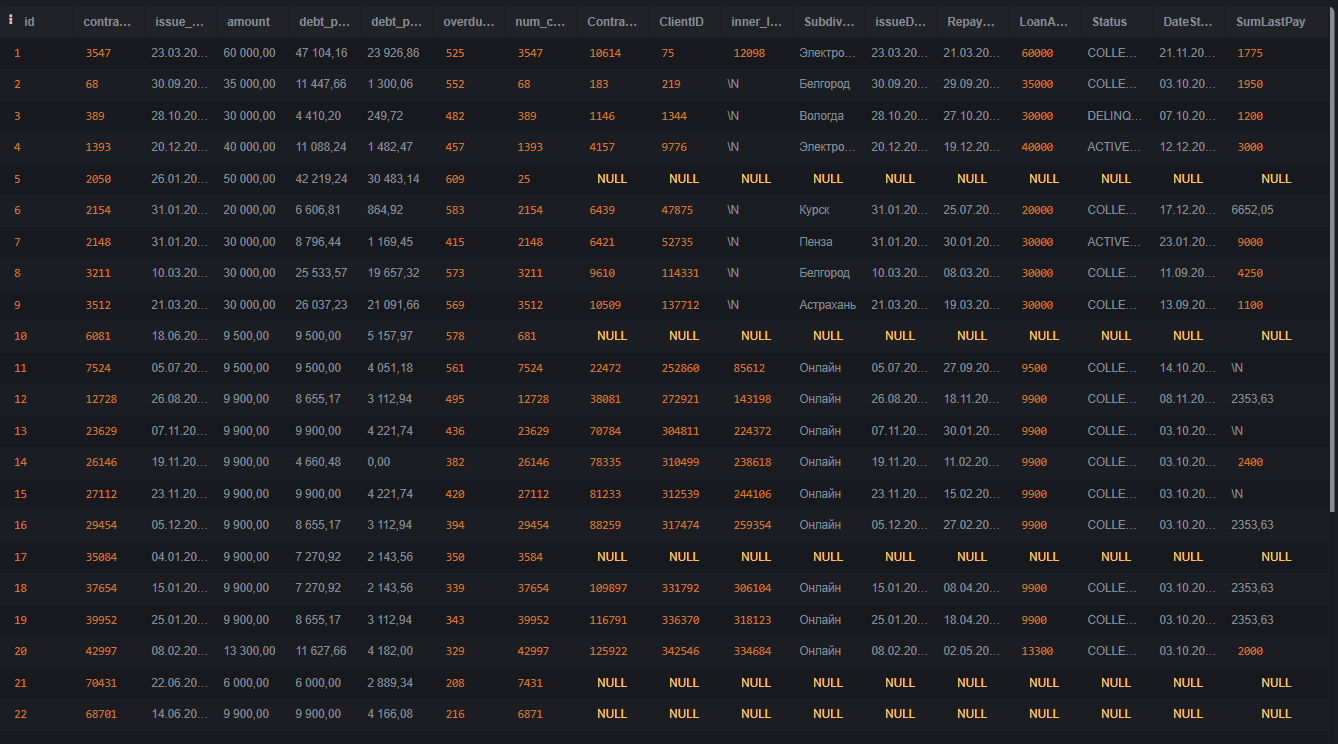 id contra... issue_... amount debt_p... debt_p... overdu... num_c... Contra... ClientID inner_l... Subdiv... issueD... Repay... LoanA... Status DateSt... SumLastPay
1 3547 23.03.20... 60 000,00 47 104,16 23 926,86 525 3547 10614 75 12098 Электро... 23.03.20... 21.03.20... 60000 COLLE... 21.11.20... 1775
2 68 30.09.20... 35 000,00 11 447,66 1 300,06 552 68 183 219 \N Белгород 30.09.20... 29.09.20... 35000 COLLE... 03.10.20... 1950
3 389 28.10.20... 30 000,00 4 410,20 249,72 482 389 1146 1344 \N Вологда 28.10.20... 27.10.20... 30000 DELINQ... 07.10.20... 1200
4 1393 20.12.20... 40 000,00 11 088,24 1 482,47 457 1393 4157 9776 \N Электро... 20.12.20... 19.12.20... 40000 ACTIVE... 12.12.20... 3000
5 2050 26.01.20... 50 000,00 42 219,24 30 483,14 609 25 NULL NULL NULL NULL NULL NULL NULL NULL NULL NULL
6 2154 31.01.20... 20 000,00 6 606,81 864,92 583 2154 6439 47875 \N Курск 31.01.20... 25.07.20... 20000 COLLE... 17.12.20... 6652,05
7 2148 31.01.20... 30 000,00 8 796,44 1 169,45 415 2148 6421 52735 \N Пенза 31.01.20... 30.01.20... 30000 ACTIVE... 23.01.20... 9000
8 3211 10.03.20... 30 000,00 25 533,57 19 657,32 573 3211 9610 114331 \N Белгород 10.03.20... 08.03.20... 30000 COLLE... 11.09.20... 4250
9 3512 21.03.20... 30 000,00 26 037,23 21 091,66 569 3512 10509 137712 \N Астрахань 21.03.20... 19.03.20... 30000 COLLE... 13.09.20... 1100
10 6081 18.06.20... 9 500,00 9 500,00 5 157,97 578 681 NULL NULL NULL NULL NULL NULL NULL NULL NULL NULL
11 7524 05.07.20... 9 500,00 9 500,00 4 051,18 561 7524 22472 252860 85612 Онлайн 05.07.20... 27.09.20... 9500 COLLE... 14.10.20... \N
12 12728 26.08.20... 9 900,00 8 655,17 3 112,94 495 12728 38081 272921 143198 Онлайн 26.08.20... 18.11.20... 9900 COLLE... 08.11.20... 2353,63
13 23629 07.11.20... 9 900,00 9 900,00 4 221,74 436 23629 70784 304811 224372 Онлайн 07.11.20... 30.01.20... 9900 COLLE... 03.10.20... \N
14 26146 19.11.20... 9 900,00 4 660,48 0,00 382 26146 78335 310499 238618 Онлайн 19.11.20... 11.02.20... 9900 COLLE... 03.10.20... 2400
15 27112 23.11.20... 9 900,00 9 900,00 4 221,74 420 27112 81233 312539 244106 Онлайн 23.11.20... 15.02.20... 9900 COLLE... 03.10.20... \N
16 29454 05.12.20... 9 900,00 8 655,17 3 112,94 394 29454 88259 317474 259354 Онлайн 05.12.20... 27.02.20... 9900 COLLE... 03.10.20... 2353,63
17 35084 04.01.20... 9 900,00 7 270,92 2 143,56 350 3584 NULL NULL NULL NULL NULL NULL NULL NULL NULL NULL
18 37654 15.01.20... 9 900,00 7 270,92 2 143,56 339 37654 109897 331792 306104 Онлайн 15.01.20... 08.04.20... 9900 COLLE... 03.10.20... 2353,63
19 39952 25.01.20... 9 900,00 8 655,17 3 112,94 343 39952 116791 336370 318123 Онлайн 25.01.20... 18.04.20... 9900 COLLE... 03.10.20... 2353,63
20 42997 08.02.20... 13 300,00 11 627,66 4 182,00 329 42997 125922 342546 334684 Онлайн 08.02.20... 02.05.20... 13300 COLLE... 03.10.20... 2000
21 70431 22.06.20... 6 000,00 6 000,00 2 889,34 208 7431 NULL NULL NULL NULL NULL NULL NULL NULL NULL NULL
22 68701 14.06.20... 9 900,00 9 900,00 4 166,08 216 6871 NULL NULL NULL NULL NULL NULL NULL NULL NULL NULL